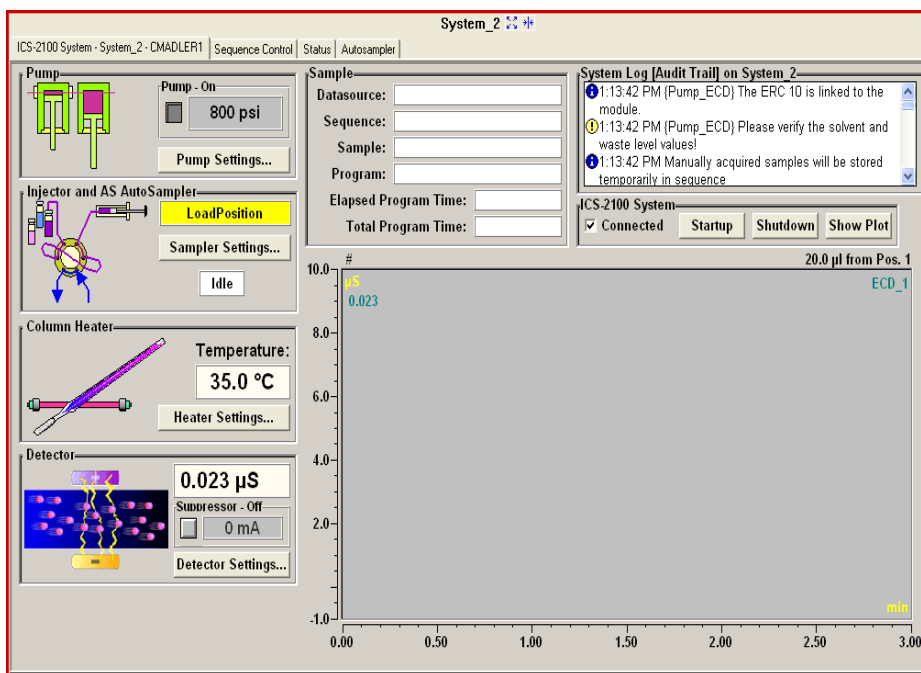 System_2
ICS-2100 System - System_2 - CMADLER1
Sequence Control
Status
Autosampler
Pump
Pump - On
800 psi
Pump Settings...
Injector and AS AutoSampler
LoadPosition
Sampler Settings...
Idle
Column Heater
Temperature:
35.0 °C
Heater Settings...
Detector
+
0.023 µS
Suppressor - Off
0 mA
-
Detector Settings...
Sample
Datasource:
Sequence:
Sample:
Program:
Elapsed Program Time:
Total Program Time:
System Log [Audit Trail] on System_2
i 1:13:42 PM {Pump_ECD} The ERC 10 is linked to the
module.
! 1:13:42 PM {Pump_ECD} Please verify the solvent and
waste level values!
i 1:13:42 PM Manually acquired samples will be stored
temporarily in sequence
ICS-2100 System
Connected
Startup
Shutdown
Show Plot
#
20.0 µl from Pos. 1
10.0
µS
ECD_1
0.023
8.0
6.0
4.0
2.0
min
-1.0
0.00 0.50 1.00 1.50 2.00 2.50 3.00